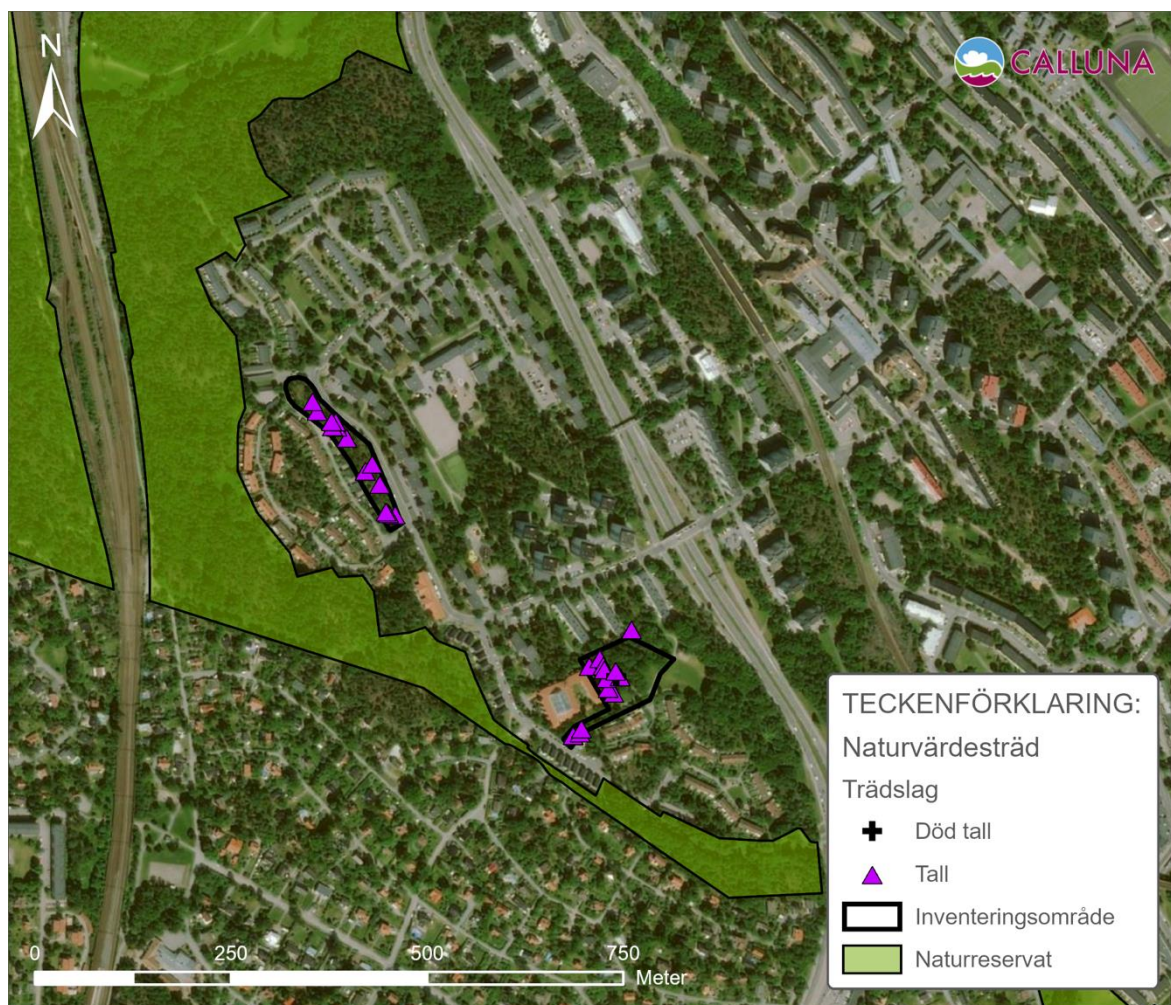 N
CALLUNA
TECKENFÖRKLARING:
Naturvärdesträd
Trädslag
Död tall
Tall
Inventeringsområde
Naturreservat
0 250 500 750
Meter